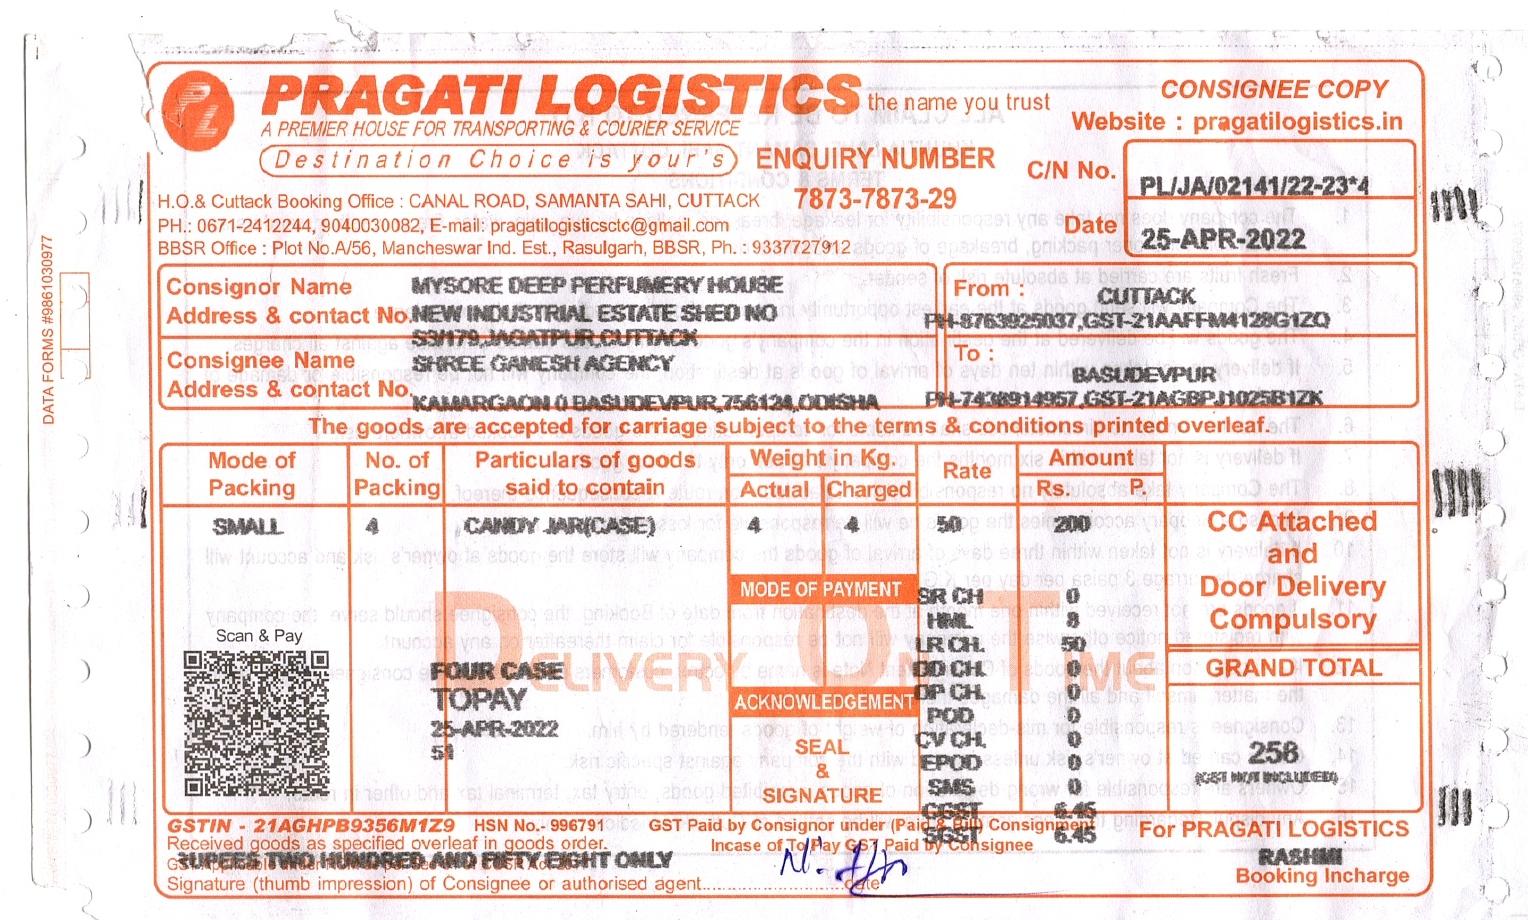 PRAGATI LOGISTICS the name you trust
A PREMIER HOUSE FOR TRANSPORTING & COURIER SERVICE
Destination Choice is your's
CONSIGNEE COPY
Website : pragatilogistics.in
ENQUIRY NUMBER
7873-7873-29
C/N No. PL/JA/02141/22-23*4
Date 25-APR-2022
H.O.& Cuttack Booking Office : CANAL ROAD, SAMANTA SAHI, CUTTACK
PH.: 0671-2412244, 9040030082, E-mail: pragatilogisticsctc@gmail.com
BBSR Office : Plot No.A/56, Mancheswar Ind. Est., Rasulgarh, BBSR, Ph. : 9337727912
DATA FORMS #9861030977
Consignor Name MYSORE DEEP PERFUMERY HOUSE
Address & contact No. NEW INDUSTRIAL ESTATE SHED NO
JAGATPUR,CUTTACK
Consignee Name SHREE GANESH AGENCY
Address & contact No.
KAMARGAON 0 BASUDEVPUR,756124,ODISHA
From : CUTTACK
PH-8763925037,GST-21AAFFM4128G1ZQ
To :
BASUDEVPUR
PH-7438914957,GST-21AGBPJ1025B1ZK
The goods are accepted for carriage subject to the terms & conditions printed overleaf.
Mode of Packing
No. of Packing
Particulars of goods said to contain
Weight in Kg.
Actual Charged
Rate
Amount
Rs. P.
SMALL 4 CANDY JAR(CASE) 4 4 50 200
CC Attached
and
Door Delivery
Compulsory
MODE OF PAYMENT
SR CH 0
HML 8
LR CH. 50
DD CH. 0
DP CH. 0
POD 0
CV CH. 0
EPOD 0
SMS 0
CGST 6.45
SGST 6.45
Scan & Pay
DELIVERY ON TIME
FOUR CASE
TOPAY
25-APR-2022
51
ACKNOWLEDGEMENT
SEAL
&
SIGNATURE
GRAND TOTAL
258
(GST NOT INCLUDED)
GSTIN - 21AGHPB9356M1Z9 HSN No.- 996791
GST Paid by Consignor under (Paid & Bill) Consignment
Received goods as specified overleaf in goods order.
Incase of To Pay GST Paid by Consignee
RUPEES TWO HUNDRED AND FIFTY EIGHT ONLY
Signature (thumb impression) of Consignee or authorised agent..................date
For PRAGATI LOGISTICS
RASHMI
Booking Incharge